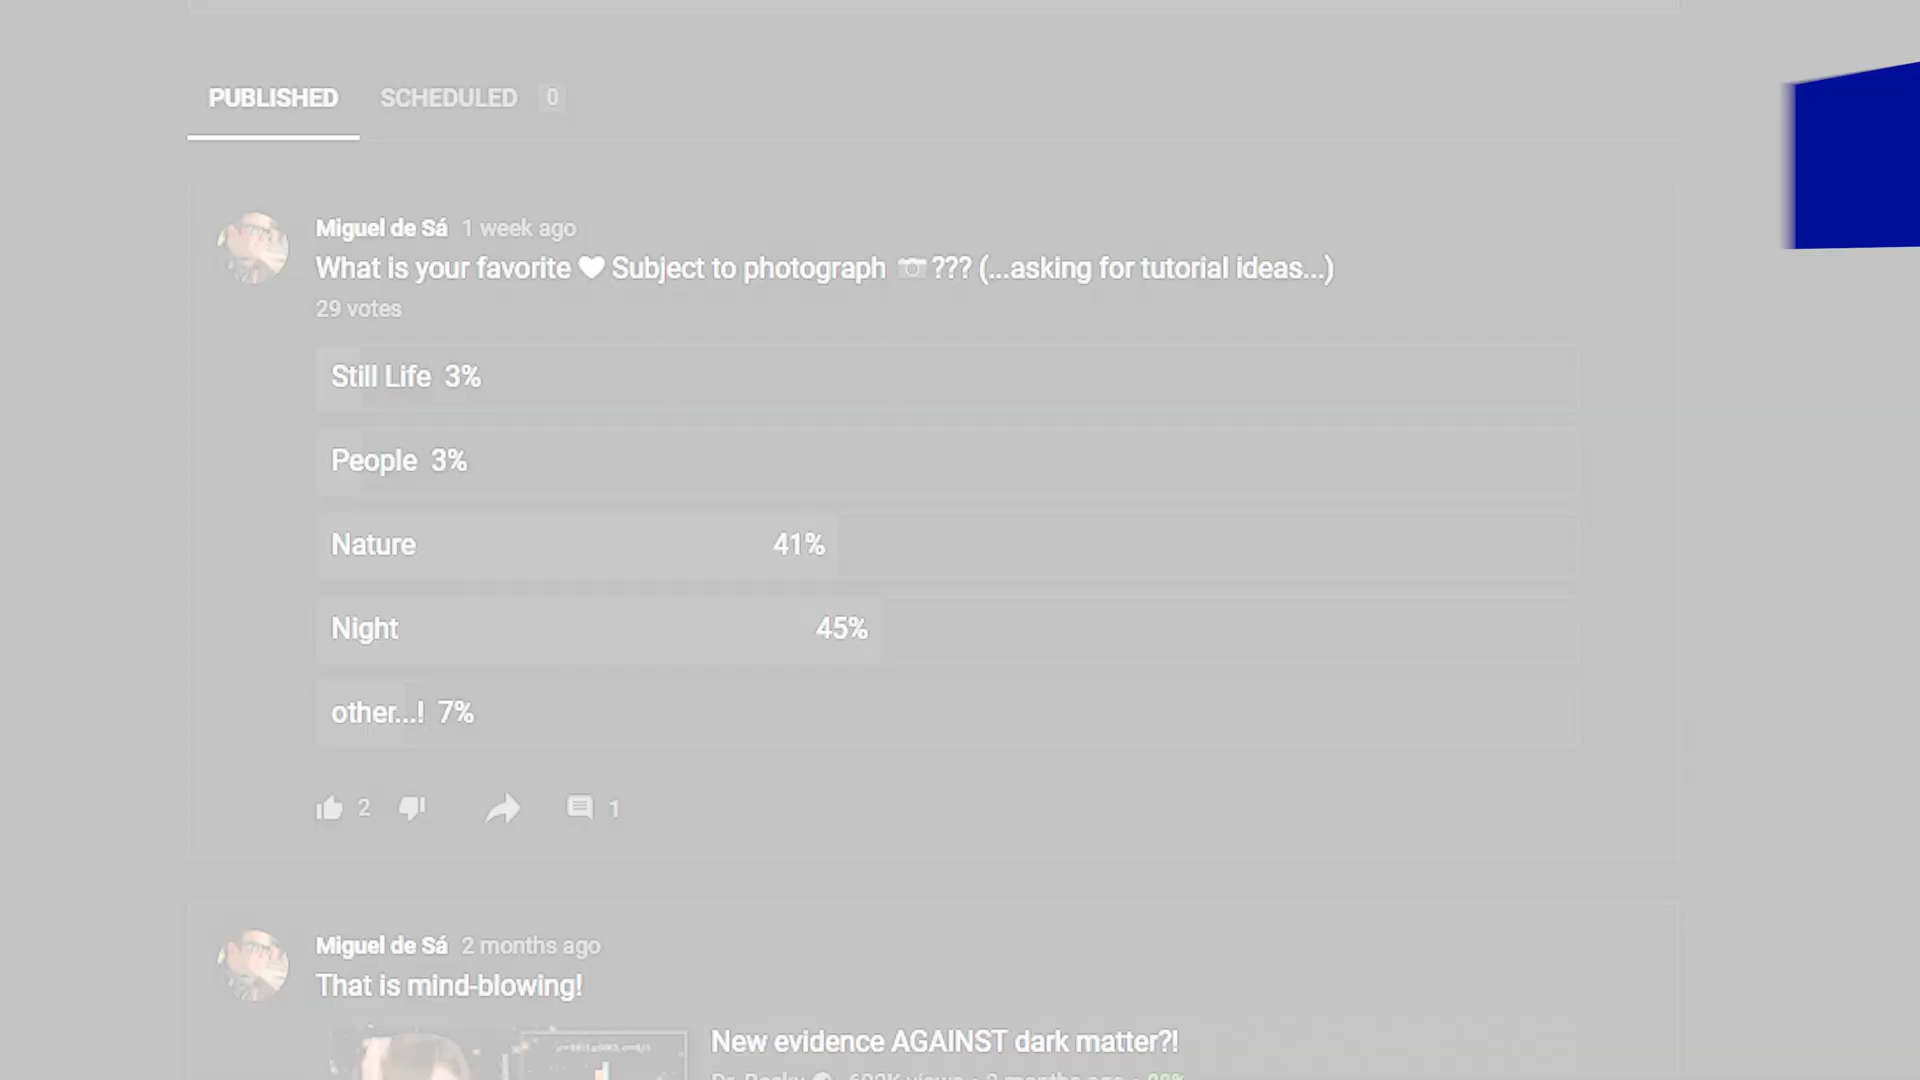 PUBLISHED SCHEDULED 0
Miguel de Sá 1 week ago
What is your favorite 🤍 Subject to photograph 📷 ??? (...asking for tutorial ideas...)
29 votes
Still Life 3%
People 3%
Nature 41%
Night 45%
other...! 7%
2 1
Miguel de Sá 2 months ago
That is mind-blowing!
New evidence AGAINST dark matter?!